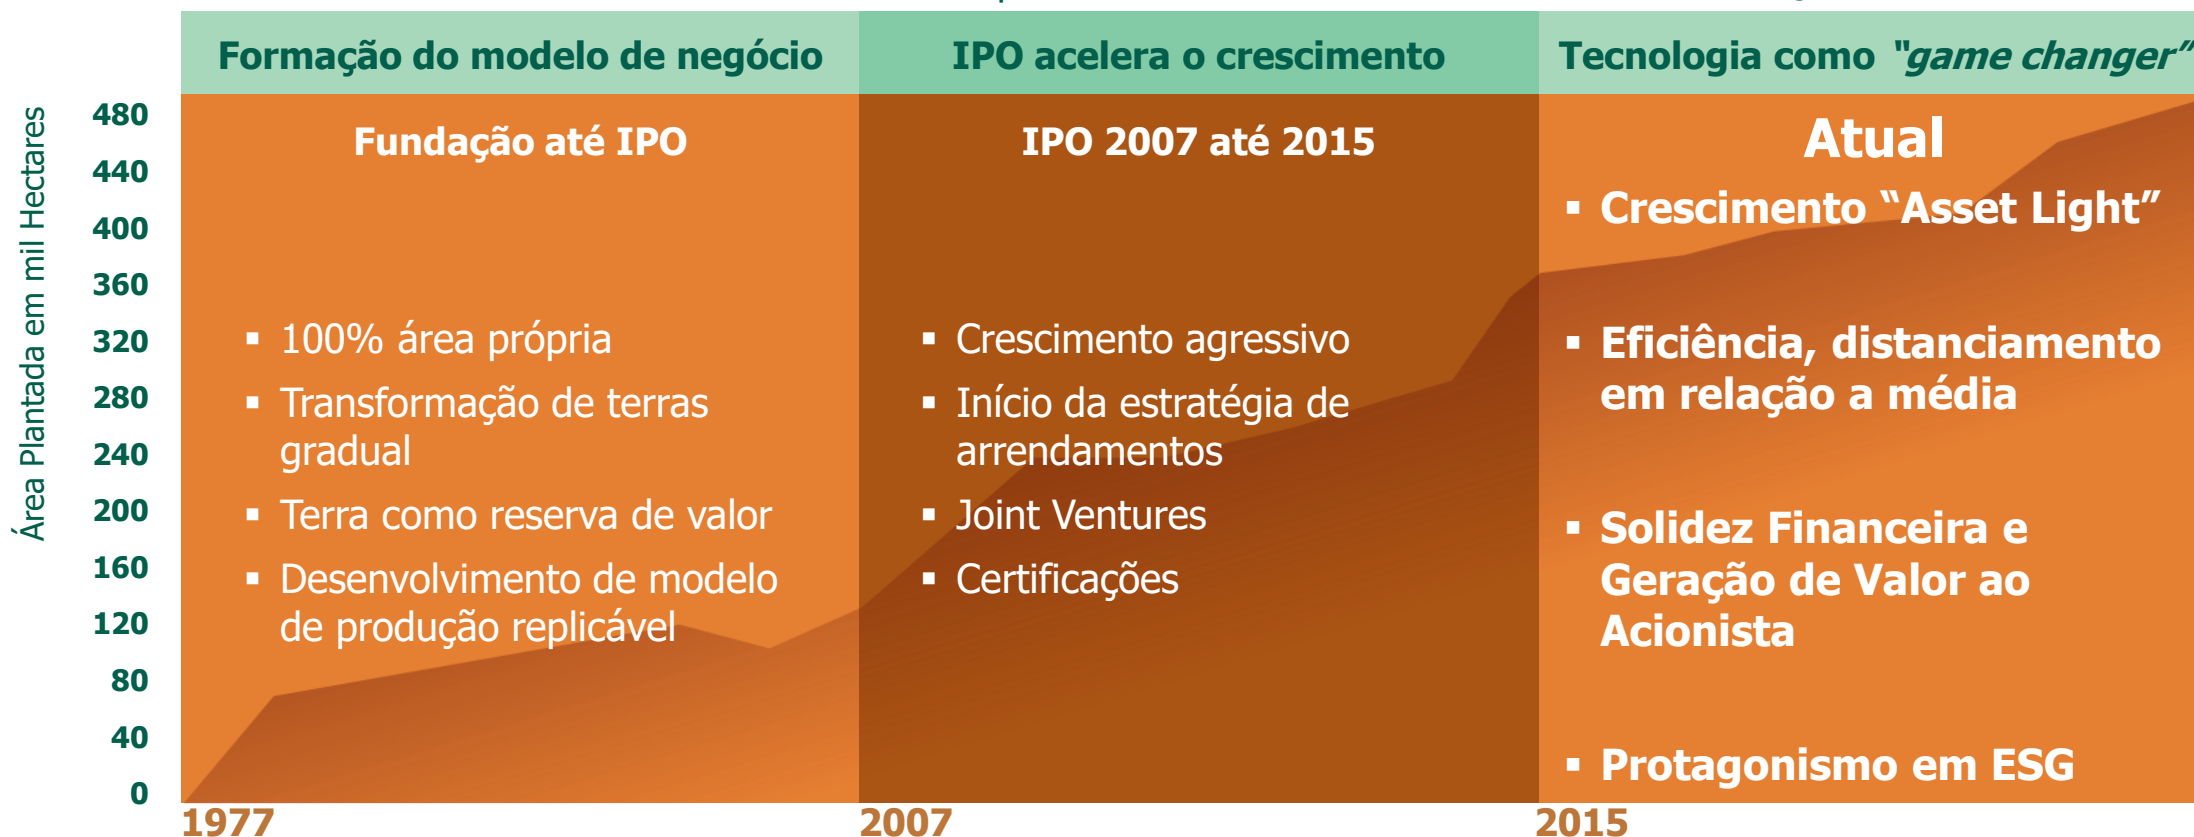 Formação do modelo de negócio
IPO acelera o crescimento
Tecnologia como "game changer"
Área Plantada em mil Hectares
480
440
400
360
320
280
240
200
160
120
80
40
0
Fundação até IPO
▪ 100% área própria
▪ Transformação de terras
gradual
▪ Terra como reserva de valor
▪ Desenvolvimento de modelo
de produção replicável
IPO 2007 até 2015
▪ Crescimento agressivo
▪ Início da estratégia de
arrendamentos
▪ Joint Ventures
▪ Certificações
Atual
▪ Crescimento “Asset Light”
▪ Eficiência, distanciamento
em relação a média
▪ Solidez Financeira e
Geração de Valor ao
Acionista
▪ Protagonismo em ESG
1977
2007
2015